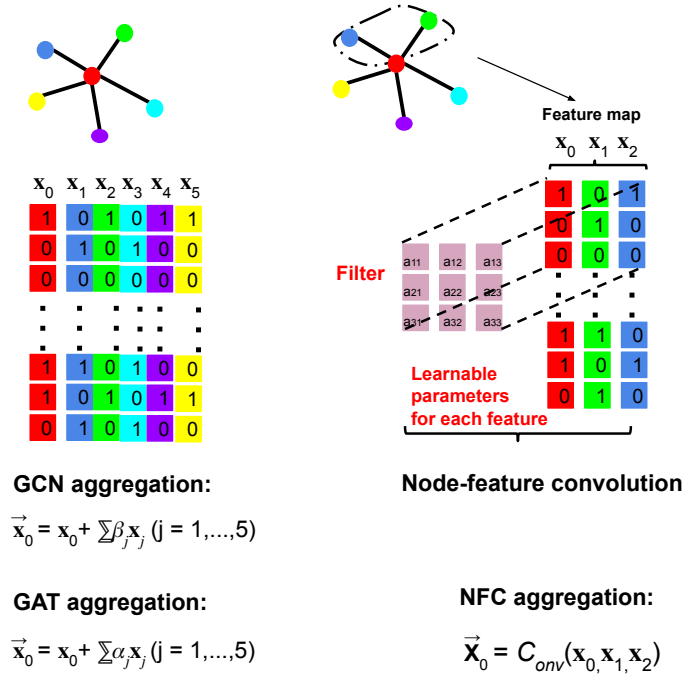 Feature map
x₀ x₁ x₂
1 0 1
0 1 0
0 0 0
1 1 0
1 0 1
0 1 0
x₀ x₁ x₂ x₃ x₄ x₅
1 0 1 0 1 1
0 1 0 1 0 0
0 0 0 0 0 0
1 1 0 1 0 0
1 0 1 0 1 1
0 1 0 1 0 0
Filter
a₁₁ a₁₂ a₁₃
a₂₁ a₂₂ a₂₃
a₃₁ a₃₂ a₃₃
Learnable
parameters
for each feature
GCN aggregation:
x⃗₀ = x₀+ ∑βⱼxⱼ (j = 1,...,5)
GAT aggregation:
x⃗₀ = x₀+ ∑αⱼxⱼ (j = 1,...,5)
Node-feature convolution
NFC aggregation:
x⃗₀ = Cₒₙᵥ(x₀,x₁,x₂)